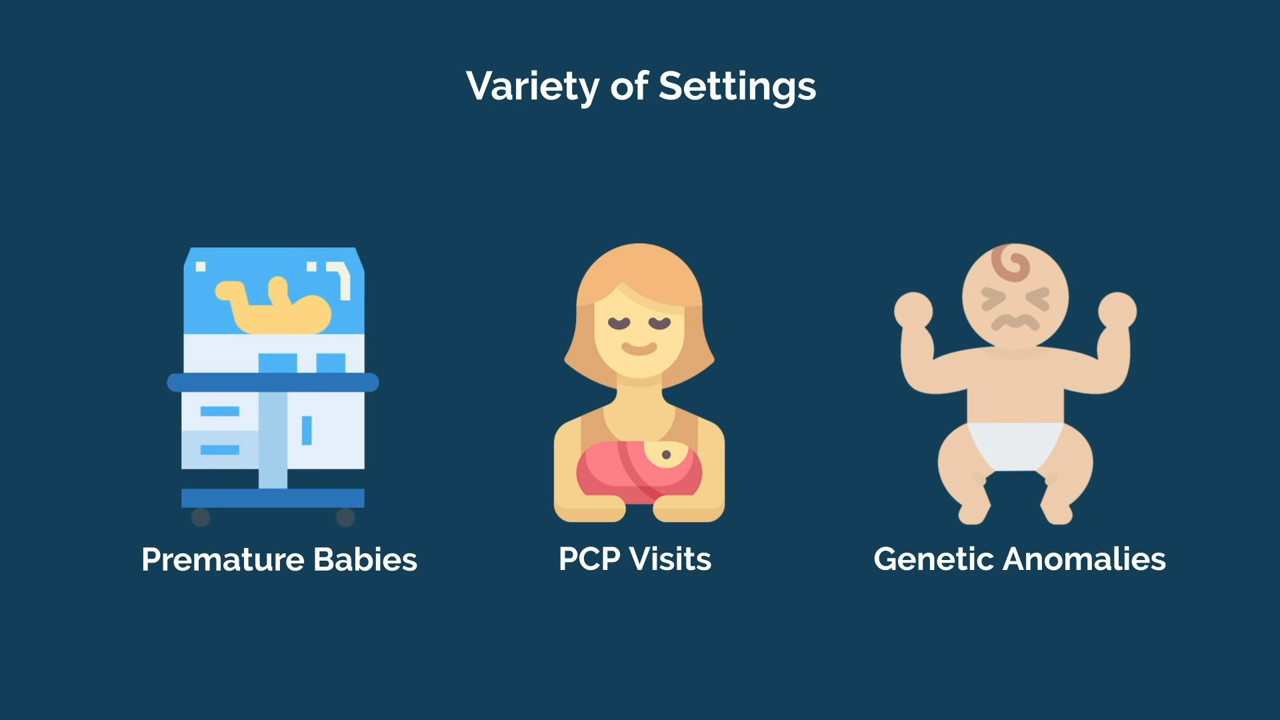 Variety of Settings
Premature Babies
PCP Visits
Genetic Anomalies